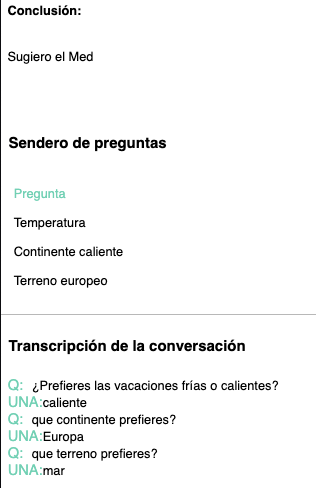 Conclusión:
Sugiero el Med
Sendero de preguntas
Pregunta
Temperatura
Continente caliente
Terreno europeo
Transcripción de la conversación
Q: ¿Prefieres las vacaciones frías o calientes?
UNA:caliente
Q: que continente prefieres?
UNA:Europa
Q: que terreno prefieres?
UNA:mar